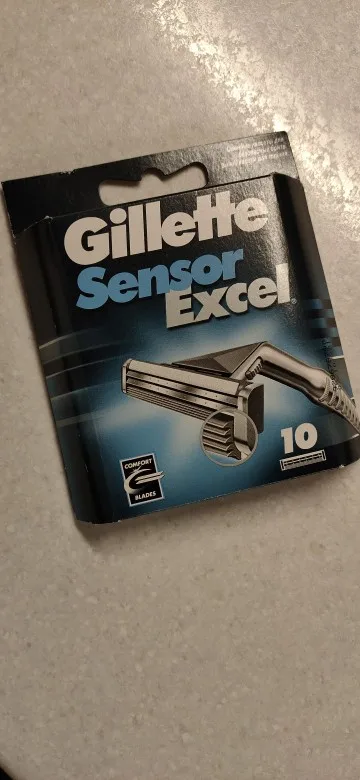 Gillette
Sensor
Excel®
10
COMFORT
BLADES